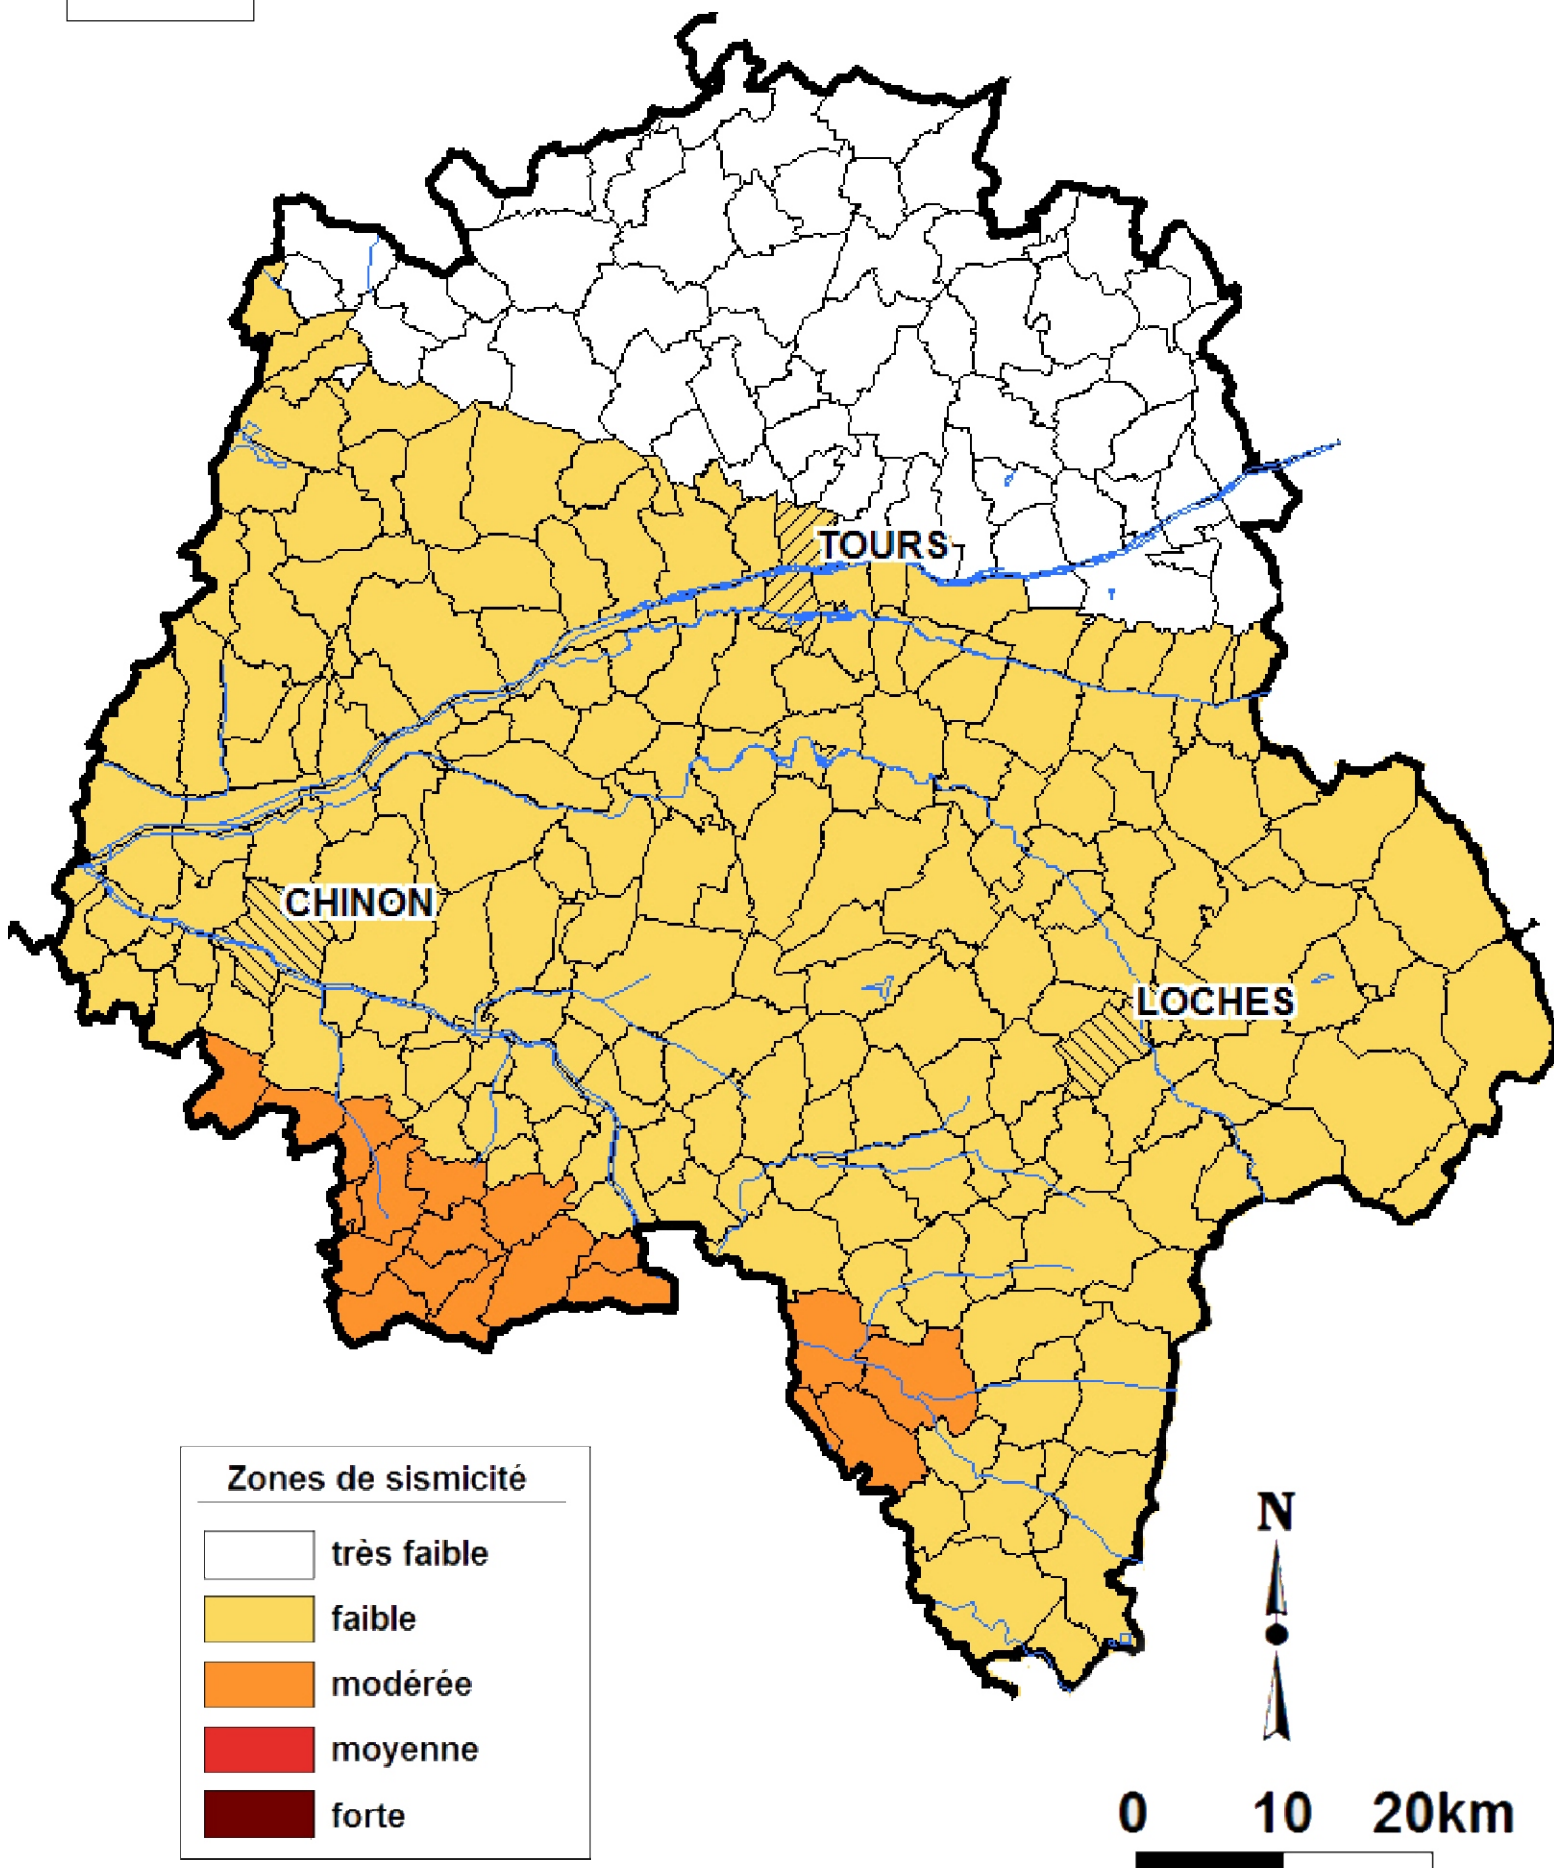 TOURS
CHINON
LOCHES
Zones de sismicité
très faible
faible
modérée
moyenne
forte
N
0 10 20km